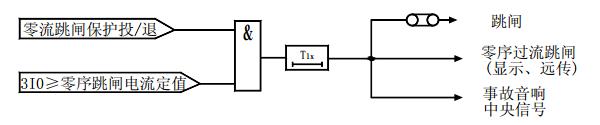 零流跳闸保护投/退
3I0≥零序跳闸电流定值
&
T1x
跳闸
零序过流跳闸
(显示、远传)
事故音响
中央信号